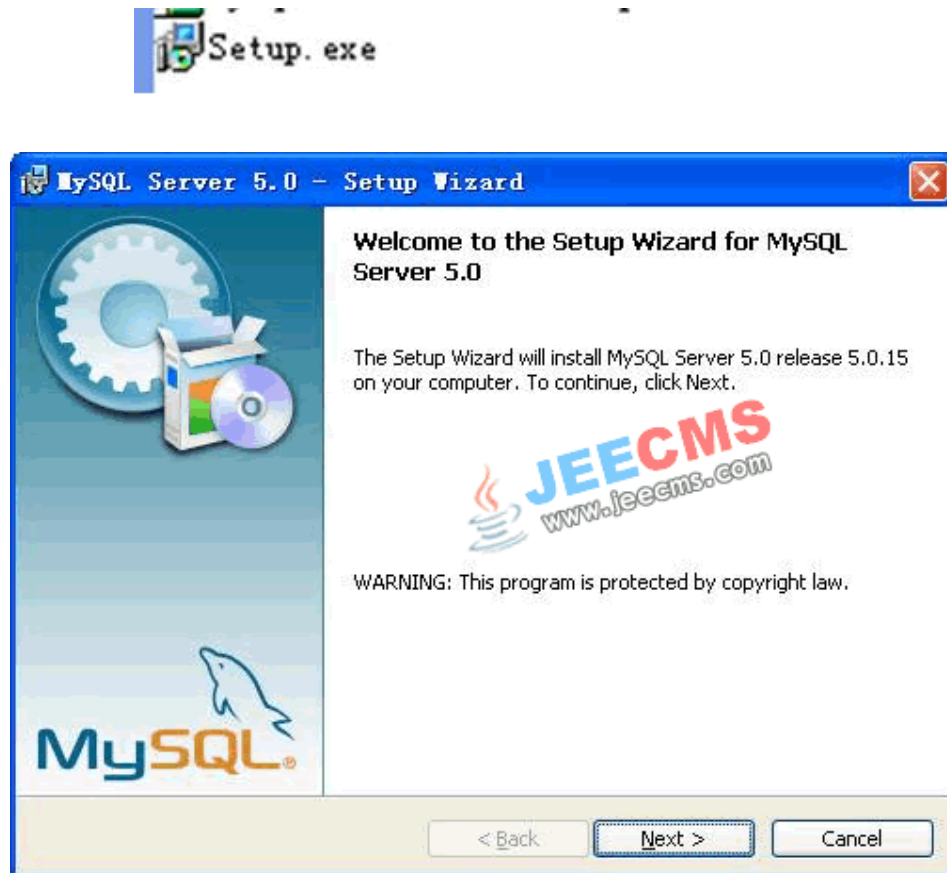 Setup.exe
MySQL Server 5.0 - Setup Wizard
Welcome to the Setup Wizard for MySQL
Server 5.0
The Setup Wizard will install MySQL Server 5.0 release 5.0.15
on your computer. To continue, click Next.
JEECMS
www.jeecms.com
WARNING: This program is protected by copyright law.
MySQL®
< Back
Next >
Cancel